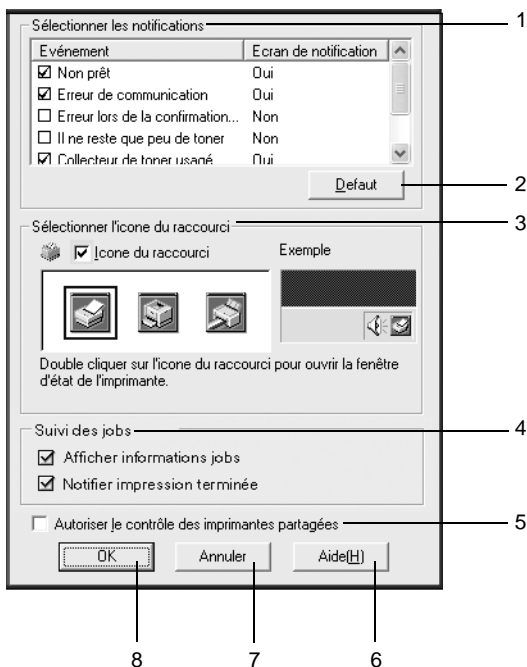 Sélectionner les notifications 1
Evénement Ecran de notification
Non prêt Oui
Erreur de communication Oui
Erreur lors de la confirmation... Non
Il ne reste que peu de toner Non
Collecteur de toner usagé Oui
Defaut 2
Sélectionner l'icone du raccourci 3
Icone du raccourci Exemple
Double cliquer sur l'icone du raccourci pour ouvrir la fenêtre
d'état de l'imprimante.
Suivi des jobs 4
Afficher informations jobs
Notifier impression terminée
Autoriser le contrôle des imprimantes partagées 5
OK Annuler Aide(H)
8 7 6